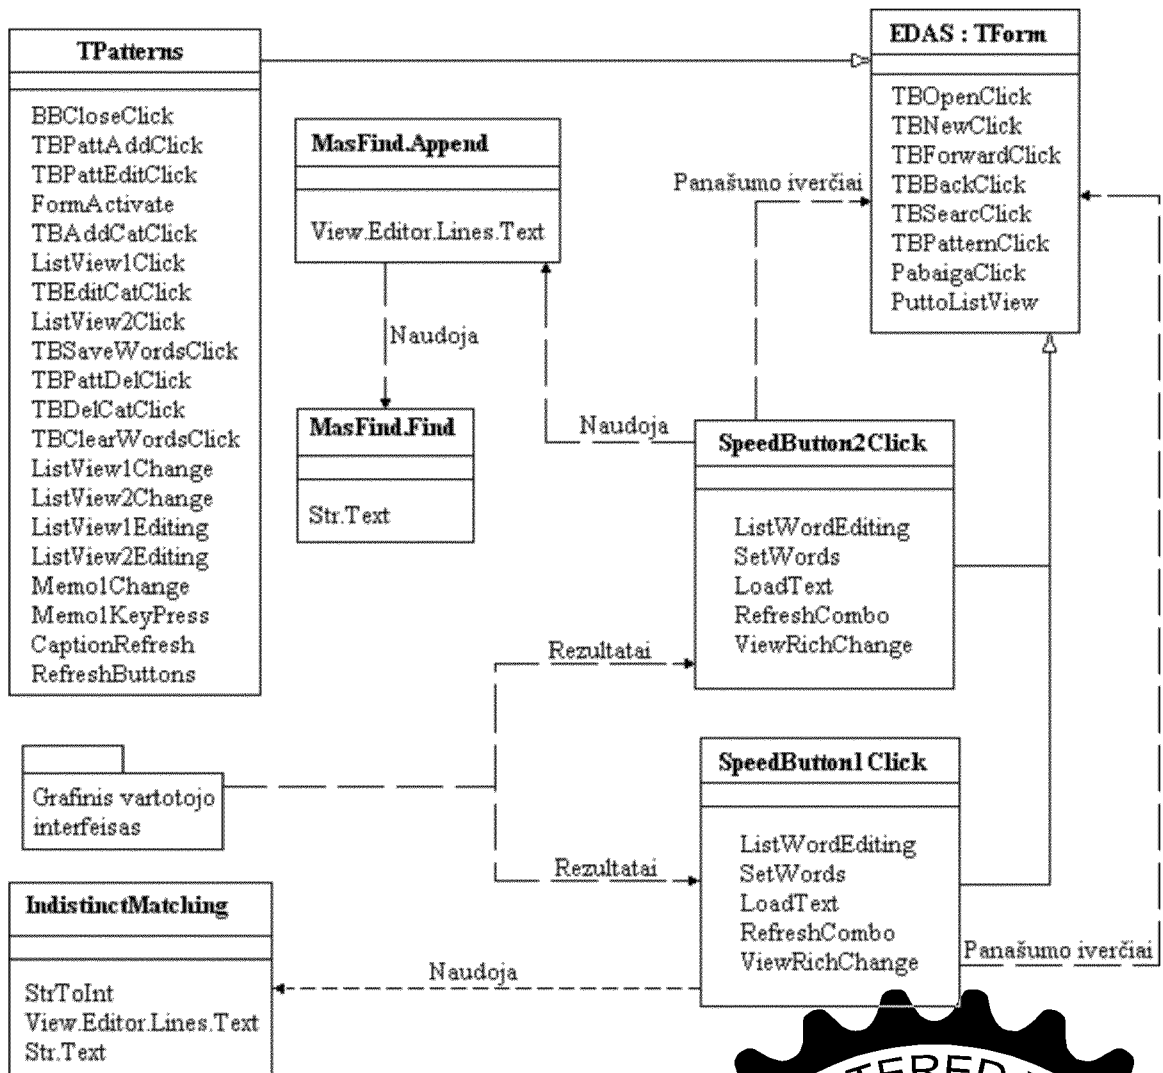 TPatterns
BBCloseClick
TBPattAddClick
TBPattEditClick
FormActivate
TBAddCatClick
ListView1Click
TBEditCatClick
ListView2Click
TBSaveWordsClick
TBPattDelClick
TBDelCatClick
TBClearWordsClick
ListView1Change
ListView2Change
ListView1Editing
ListView2Editing
Memo1Change
Memo1KeyPress
CaptionRefresh
RefreshButtons
MasFind.Append
View.Editor.Lines.Text
Naudoja
MasFind.Find
Str.Text
Naudoja
Panašumo iverčiai
EDAS : TForm
TBOpenClick
TBNewClick
TBForwardClick
TBBackClick
TBSearcClick
TBPatternClick
PabaigaClick
PuttoListView
SpeedButton2Click
ListWordEditing
SetWords
LoadText
RefreshCombo
ViewRichChange
Rezultatai
Grafinis vartotojo
interfeisas
Rezultatai
SpeedButton1Click
ListWordEditing
SetWords
LoadText
RefreshCombo
ViewRichChange
Panašumo iverčiai
Naudoja
IndistinctMatching
StrToInt
View.Editor.Lines.Text
Str.Text